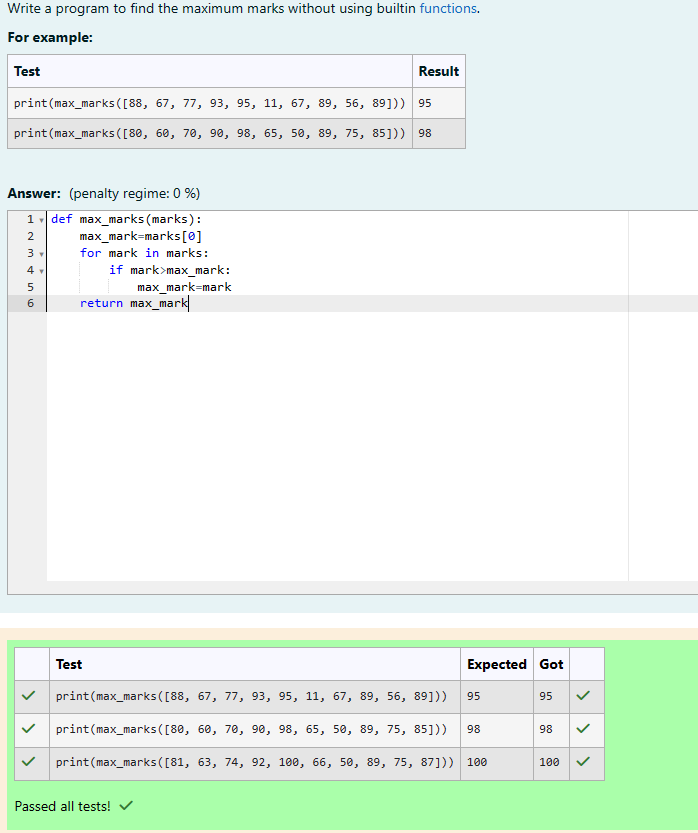 Write a program to find the maximum marks without using builtin functions.
For example:
Test Result
print(max_marks([88, 67, 77, 93, 95, 11, 67, 89, 56, 89])) 95
print(max_marks([80, 60, 70, 90, 98, 65, 50, 89, 75, 85])) 98
Answer: (penalty regime: 0 %)
1 def max_marks(marks):
2     max_mark=marks[0]
3     for mark in marks:
4         if mark>max_mark:
5             max_mark=mark
6     return max_mark
Test Expected Got
print(max_marks([88, 67, 77, 93, 95, 11, 67, 89, 56, 89])) 95 95
print(max_marks([80, 60, 70, 90, 98, 65, 50, 89, 75, 85])) 98 98
print(max_marks([81, 63, 74, 92, 100, 66, 50, 89, 75, 87])) 100 100
Passed all tests!